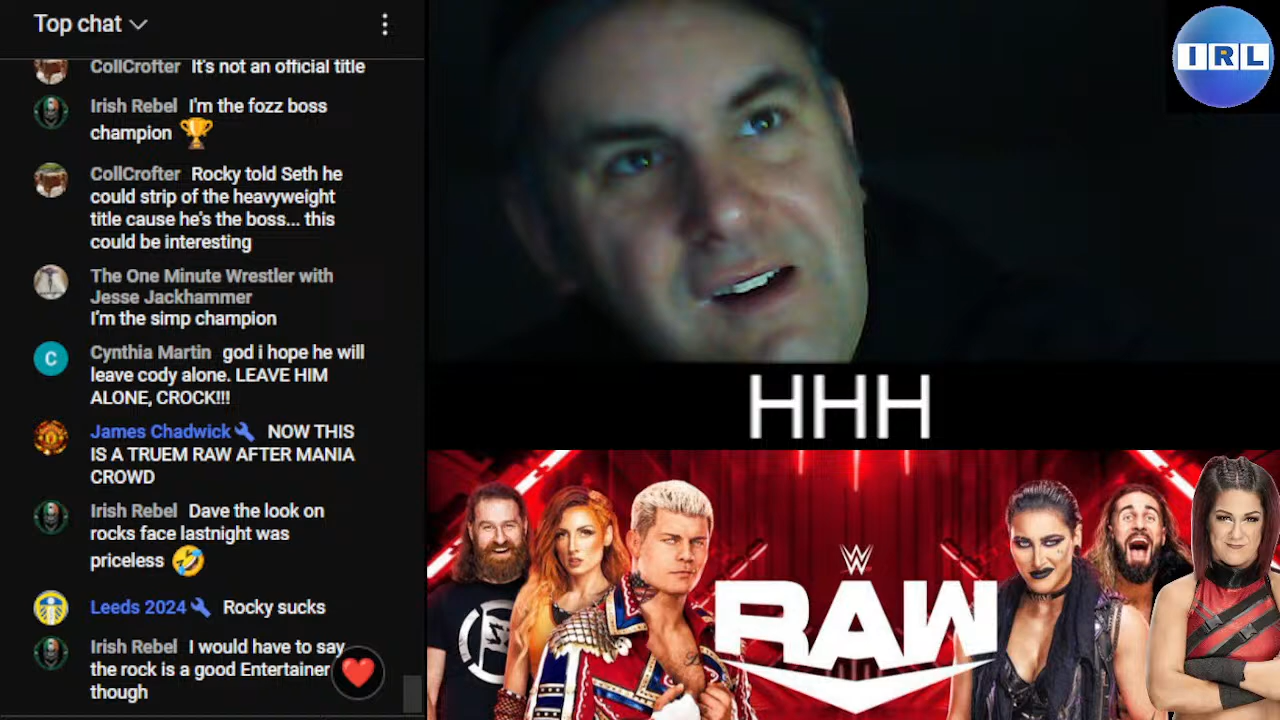 Top chat
CollCrofter It's not an official title
Irish Rebel I'm the fozz boss
champion
CollCrofter Rocky told Seth he
could strip of the heavyweight
title cause he's the boss... this
could be interesting
The One Minute Wrestler with
Jesse Jackhammer
I'm the simp champion
C
Cynthia Martin god i hope he will
leave cody alone. LEAVE HIM
ALONE, CROCK!!!
James Chadwick NOW THIS
IS A TRUEM RAW AFTER MANIA
CROWD
Irish Rebel Dave the look on
rocks face lastnight was
priceless
Leeds 2024 Rocky sucks
Irish Rebel I would have to say
the rock is a good Entertainer
though
IRL
HHH
W
RAW